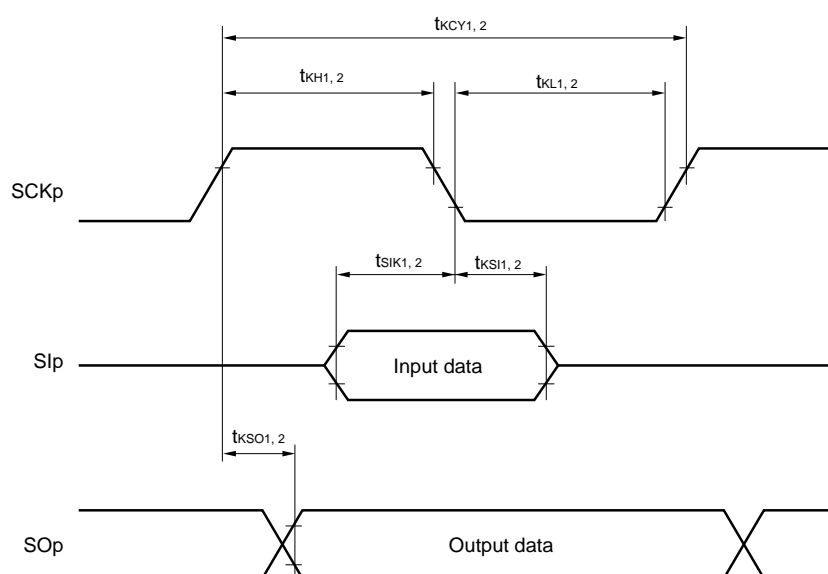 tKCY1, 2
tKH1, 2
tKL1, 2
SCKp
tSIK1, 2
tKSI1, 2
SIp
Input data
tKSO1, 2
SOp
Output data